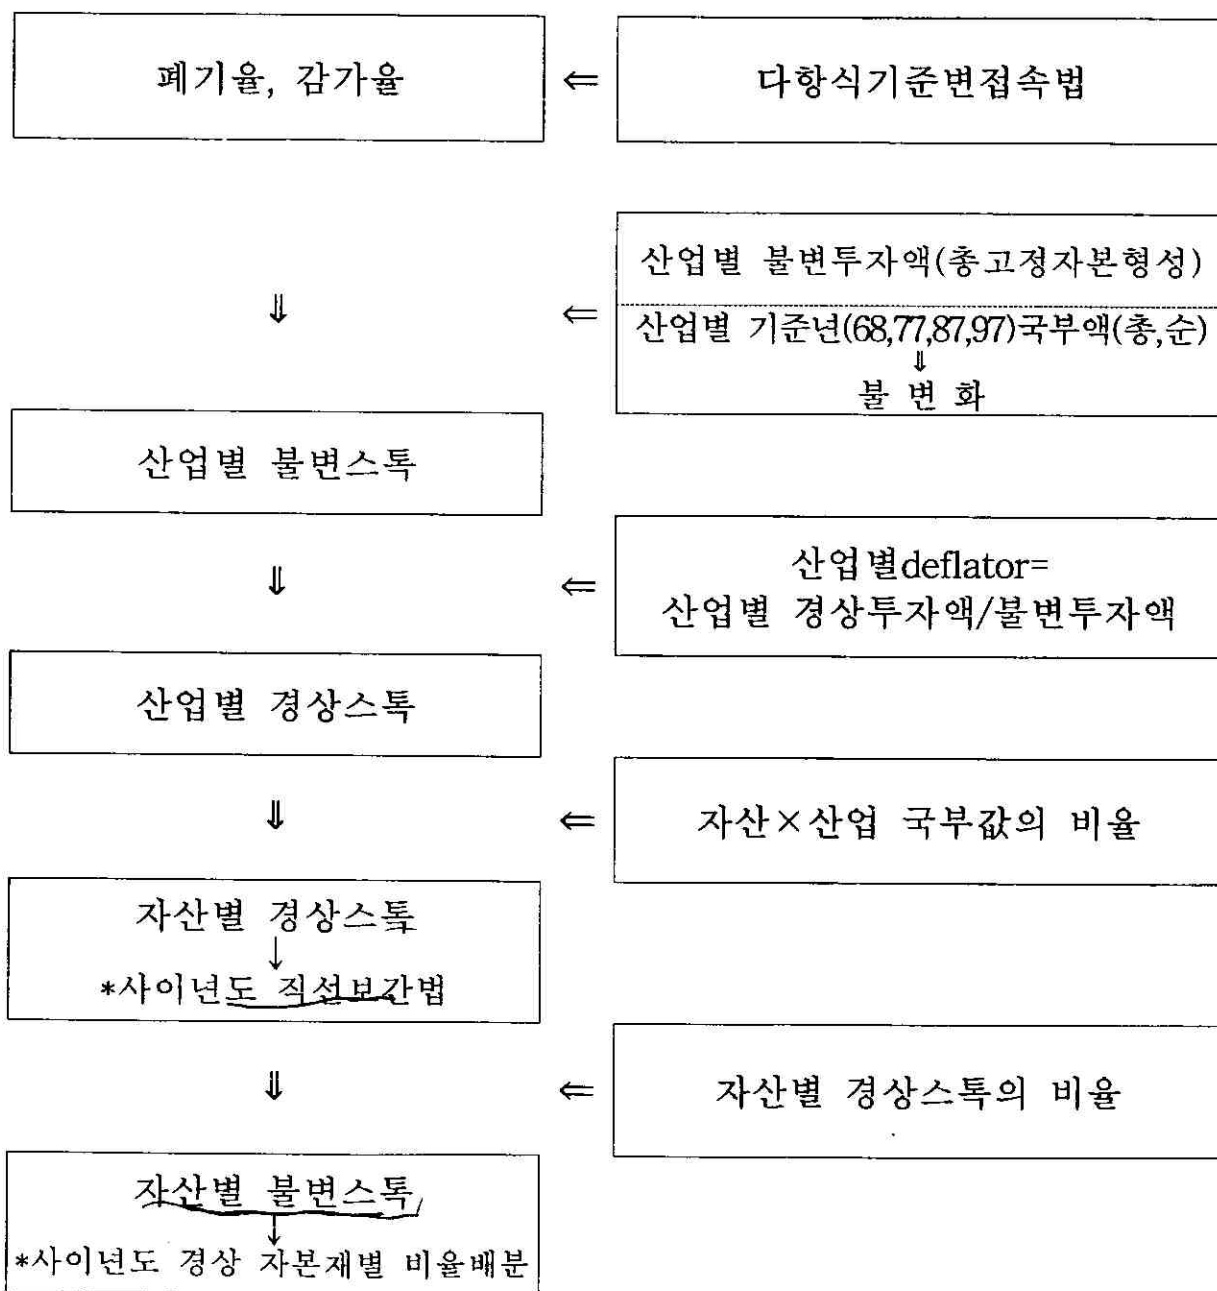 폐기율, 감가율 ⇐ 다항식기준변접속법
산업별 불변투자액(총고정자본형성)
⇓ ⇐
산업별 기준년(68,77,87,97)국부액(총,순)
⇓
불 변 화
산업별 불변스톡
⇓ ⇐
산업별deflator=
산업별 경상투자액/불변투자액
산업별 경상스톡
⇓ ⇐ 자산×산업 국부값의 비율
자산별 경상스톡
↓
*사이년도 직선보간법
⇓ ⇐ 자산별 경상스톡의 비율
자산별 불변스톡
↓
*사이년도 경상 자본재별 비율배분